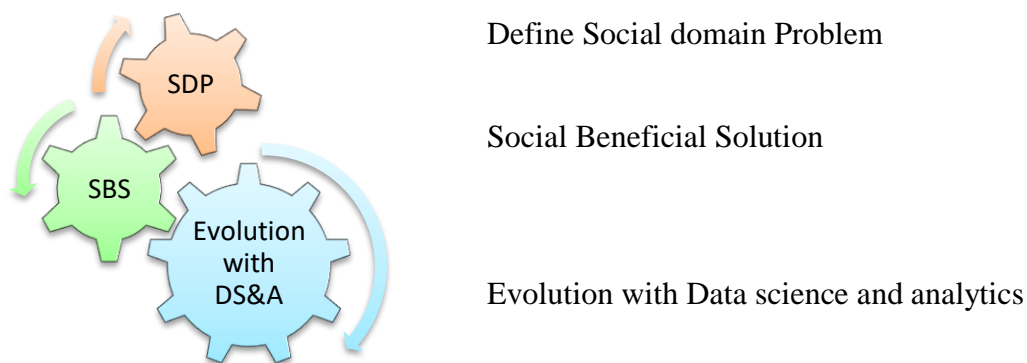 SDP
Define Social domain Problem
SBS
Social Beneficial Solution
Evolution
with
DS&A
Evolution with Data science and analytics